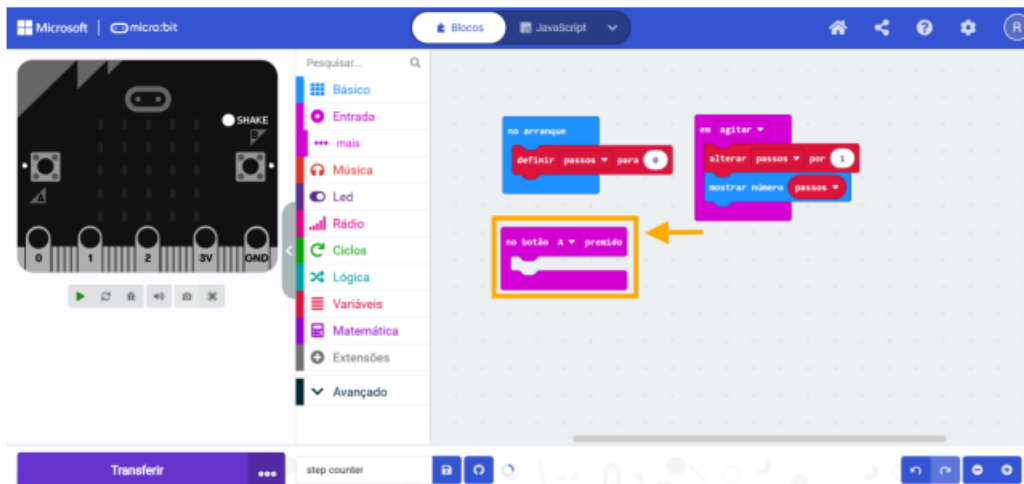 Microsoft micro:bit Blocos JavaScript R
Pesquisar...
Básico
Entrada
mais
Música
Led
Rádio
Ciclos
Lógica
Variáveis
Matemática
Extensões
Avançado
SHAKE
B
A
0 1 2 3V GND
no arranque
definir passos para 0
em agitar
alterar passos por 1
mostrar número passos
no botão A premido
Transferir
step counter